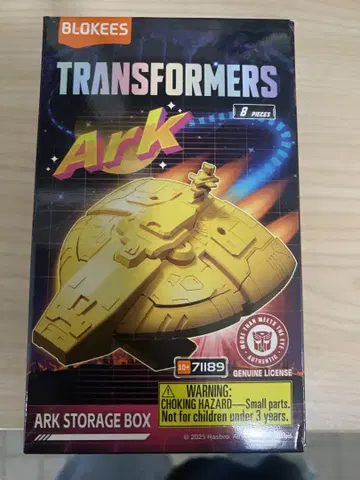 BLOKEES
TRANSFORMERS
8 PIECES
Ark
MORE THAN MEETS THE EYE
AUTHENTIC
GENUINE LICENSE
71189
WARNING:
CHOKING HAZARD—Small parts.
Not for children under 3 years.
ARK STORAGE BOX
© 2025 Hasbro.